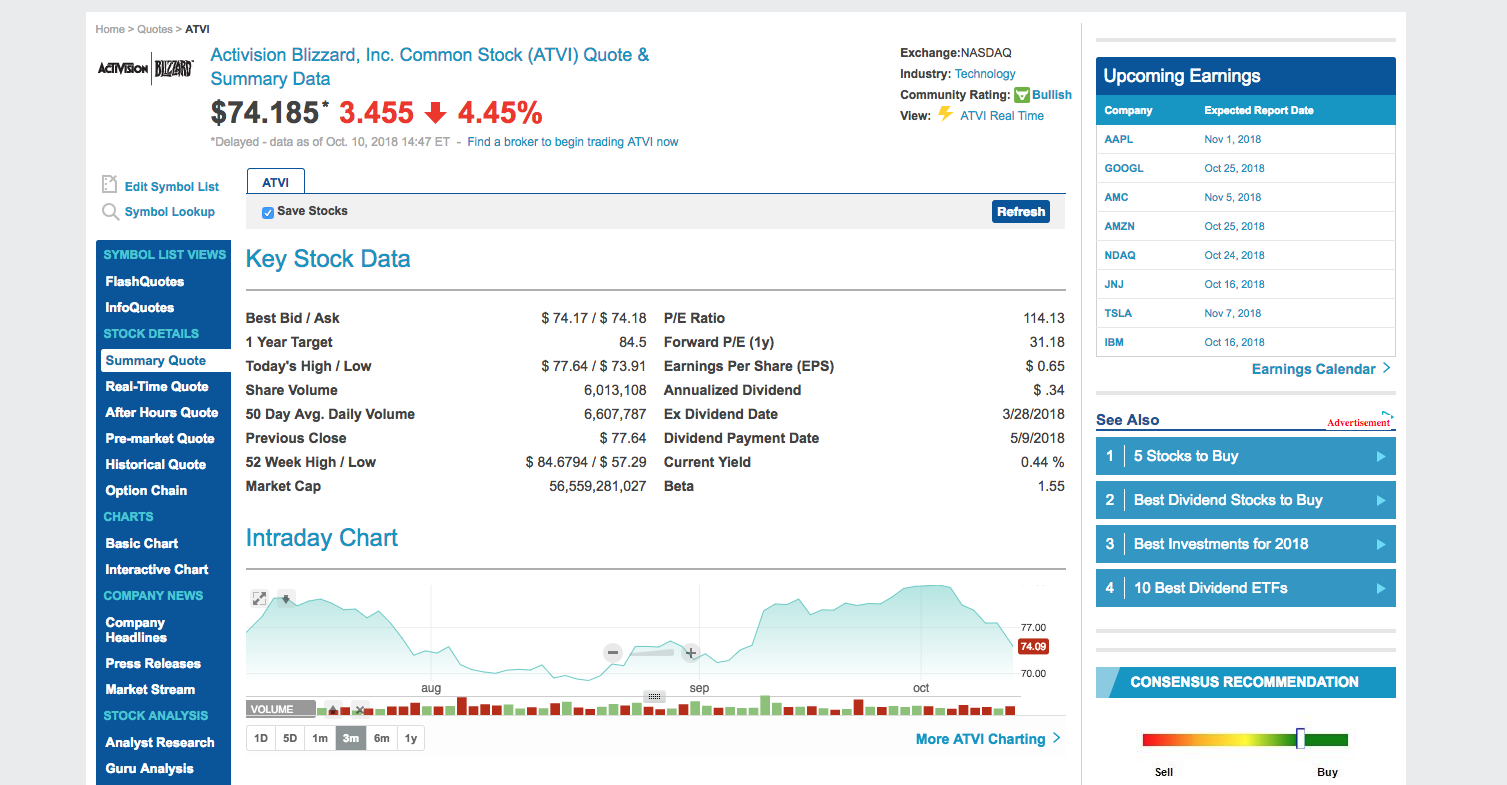 Home > Quotes > ATVI
ACTIVISION BLIZZARD
Activision Blizzard, Inc. Common Stock (ATVI) Quote &
Summary Data
$74.185* 3.455 4.45%
*Delayed - data as of Oct. 10, 2018 14:47 ET - Find a broker to begin trading ATVI now
Exchange:NASDAQ
Industry: Technology
Community Rating: Bullish
View: ATVI Real Time
Edit Symbol List
Symbol Lookup
ATVI
Save Stocks
Refresh
SYMBOL LIST VIEWS
FlashQuotes
InfoQuotes
STOCK DETAILS
Summary Quote
Real-Time Quote
After Hours Quote
Pre-market Quote
Historical Quote
Option Chain
CHARTS
Basic Chart
Interactive Chart
COMPANY NEWS
Company
Headlines
Press Releases
Market Stream
STOCK ANALYSIS
Analyst Research
Guru Analysis
Key Stock Data
Best Bid / Ask $ 74.17 / $ 74.18 P/E Ratio 114.13
1 Year Target 84.5 Forward P/E (1y) 31.18
Today's High / Low $ 77.64 / $ 73.91 Earnings Per Share (EPS) $ 0.65
Share Volume 6,013,108 Annualized Dividend $ .34
50 Day Avg. Daily Volume 6,607,787 Ex Dividend Date 3/28/2018
Previous Close $ 77.64 Dividend Payment Date 5/9/2018
52 Week High / Low $ 84.6794 / $ 57.29 Current Yield 0.44 %
Market Cap 56,559,281,027 Beta 1.55
Intraday Chart
77.00
74.09
70.00
aug sep oct
VOLUME
1D 5D 1m 3m 6m 1y
More ATVI Charting >
Upcoming Earnings
Company Expected Report Date
AAPL Nov 1, 2018
GOOGL Oct 25, 2018
AMC Nov 5, 2018
AMZN Oct 25, 2018
NDAQ Oct 24, 2018
JNJ Oct 16, 2018
TSLA Nov 7, 2018
IBM Oct 16, 2018
Earnings Calendar >
See Also
Advertisement
1 5 Stocks to Buy
2 Best Dividend Stocks to Buy
3 Best Investments for 2018
4 10 Best Dividend ETFs
CONSENSUS RECOMMENDATION
Sell Buy